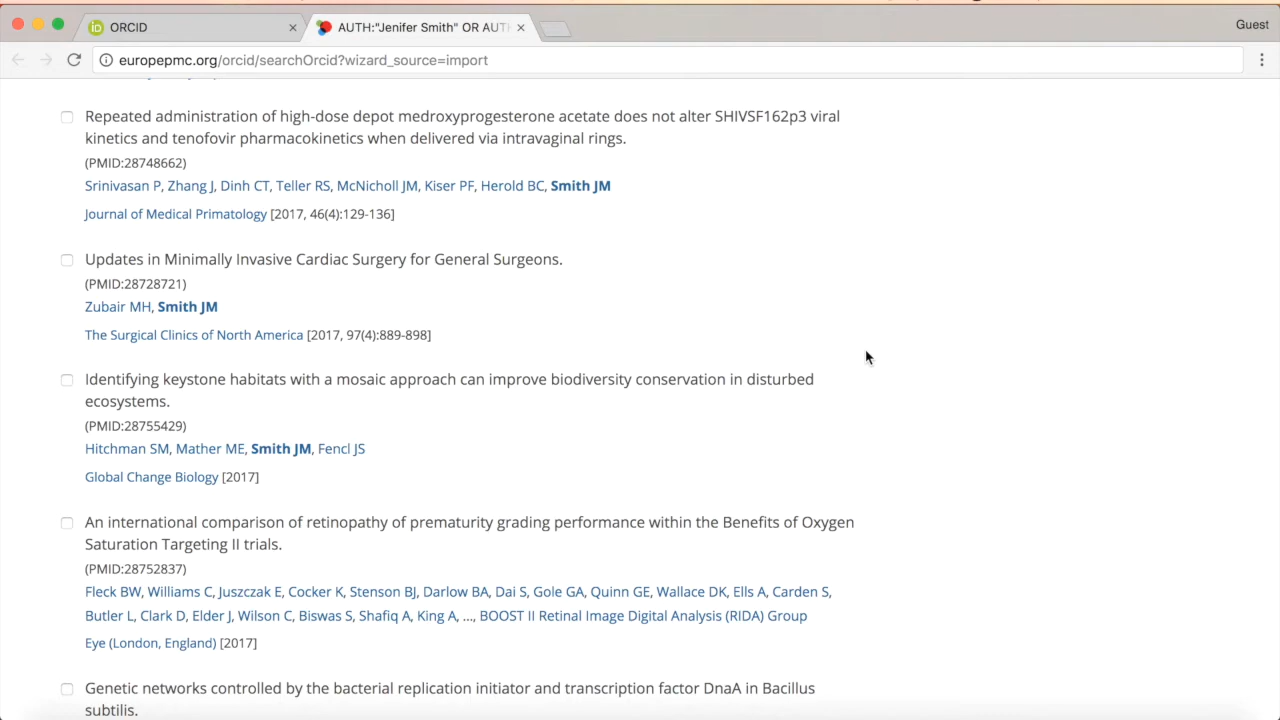 ORCID
AUTH:"Jenifer Smith" OR AUT
Guest
europepmc.org/orcid/searchOrcid?wizard_source=import
Repeated administration of high-dose depot medroxyprogesterone acetate does not alter SHIVSF162p3 viral
kinetics and tenofovir pharmacokinetics when delivered via intravaginal rings.
(PMID:28748662)
Srinivasan P, Zhang J, Dinh CT, Teller RS, McNicholl JM, Kiser PF, Herold BC, Smith JM
Journal of Medical Primatology [2017, 46(4):129-136]
Updates in Minimally Invasive Cardiac Surgery for General Surgeons.
(PMID:28728721)
Zubair MH, Smith JM
The Surgical Clinics of North America [2017, 97(4):889-898]
Identifying keystone habitats with a mosaic approach can improve biodiversity conservation in disturbed
ecosystems.
(PMID:28755429)
Hitchman SM, Mather ME, Smith JM, Fencl JS
Global Change Biology [2017]
An international comparison of retinopathy of prematurity grading performance within the Benefits of Oxygen
Saturation Targeting II trials.
(PMID:28752837)
Fleck BW, Williams C, Juszczak E, Cocker K, Stenson BJ, Darlow BA, Dai S, Gole GA, Quinn GE, Wallace DK, Ells A, Carden S,
Butler L, Clark D, Elder J, Wilson C, Biswas S, Shafiq A, King A, ..., BOOST II Retinal Image Digital Analysis (RIDA) Group
Eye (London, England) [2017]
Genetic networks controlled by the bacterial replication initiator and transcription factor DnaA in Bacillus
subtilis.